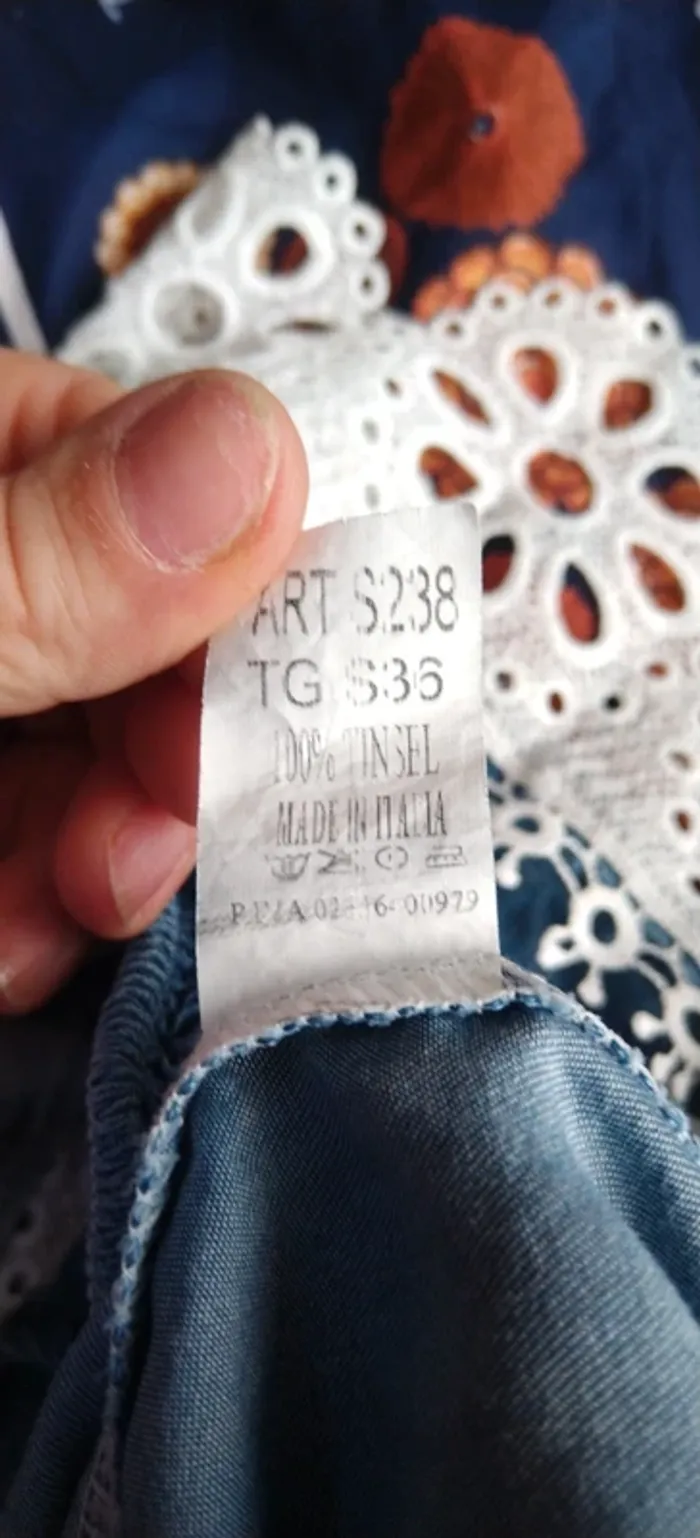 ART S238
TG S36
100% TINSEL
MADE IN ITALIA